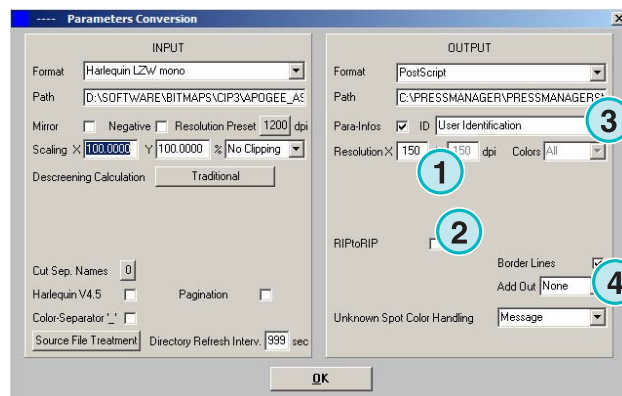 ---- Parameters Conversion
INPUT
Format Harlequin LZW mono
Path D:\SOFTWARE\BITMAPS\CIP3\APOGEE_AS
Mirror Negative Resolution Preset 1200 dpi
Scaling X 100.0000 Y 100.0000 % No Clipping
Descreening Calculation Traditional
Cut Sep. Names 0
Harlequin V4.5 Pagination
Color-Separator '_'
Source File Treatment Directory Refresh Interv. 999 sec
OUTPUT
Format PostScript
Path C:\PRESSMANAGER\PRESSMANAGERS
Para-Infos ID User Identification 3
Resolution X 150 150 dpi Colors All
1
RIPtoRIP 2
Border Lines
Add Out None 4
Unknown Spot Color Handling Message
OK